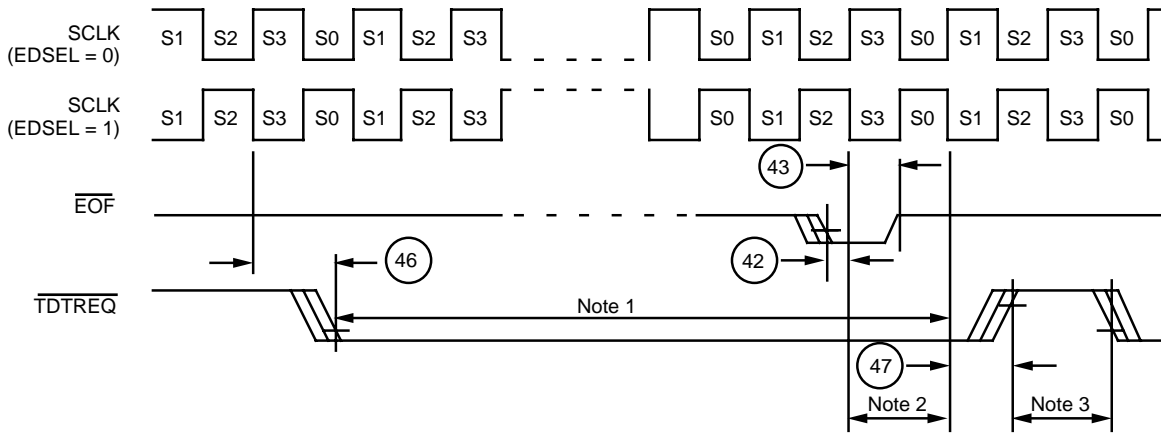 SCLK
(EDSEL = 0)
S1 S2 S3 S0 S1 S2 S3 S0 S1 S2 S3 S0 S1 S2 S3 S0
SCLK
(EDSEL = 1)
S1 S2 S3 S0 S1 S2 S3 S0 S1 S2 S3 S0 S1 S2 S3 S0
43
EOF
46
42
TDTREQ
Note 1
47
Note 2
Note 3